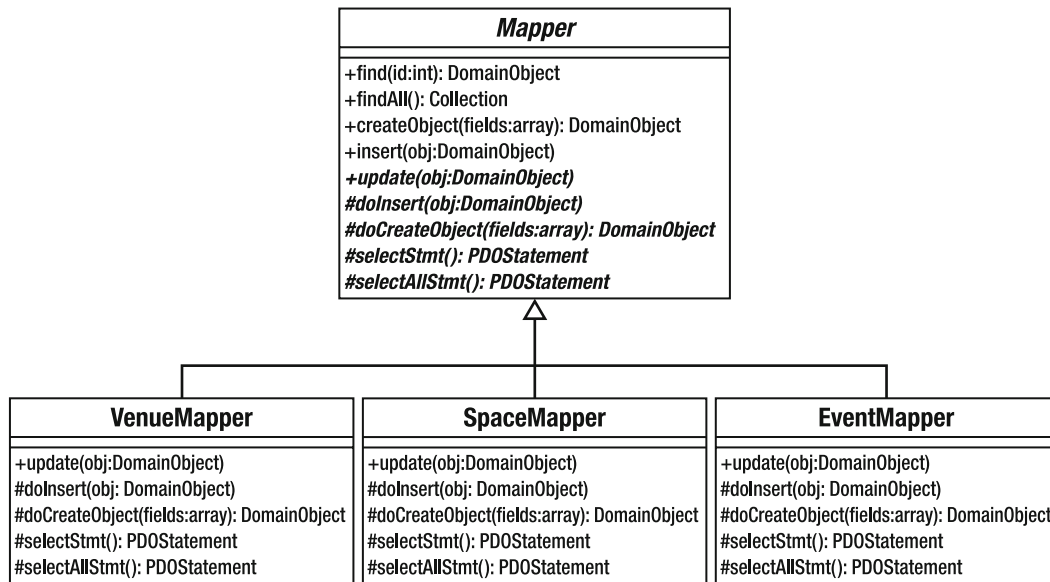 Mapper
+find(id:int): DomainObject
+findAll(): Collection
+createObject(fields:array): DomainObject
+insert(obj:DomainObject)
+update(obj:DomainObject)
#doInsert(obj:DomainObject)
#doCreateObject(fields:array): DomainObject
#selectStmt(): PDOStatement
#selectAllStmt(): PDOStatement
VenueMapper
+update(obj:DomainObject)
#doInsert(obj: DomainObject)
#doCreateObject(fields:array): DomainObject
#selectStmt(): PDOStatement
#selectAllStmt(): PDOStatement
SpaceMapper
+update(obj:DomainObject)
#doInsert(obj: DomainObject)
#doCreateObject(fields:array): DomainObject
#selectStmt(): PDOStatement
#selectAllStmt(): PDOStatement
EventMapper
+update(obj:DomainObject)
#doInsert(obj: DomainObject)
#doCreateObject(fields:array): DomainObject
#selectStmt(): PDOStatement
#selectAllStmt(): PDOStatement